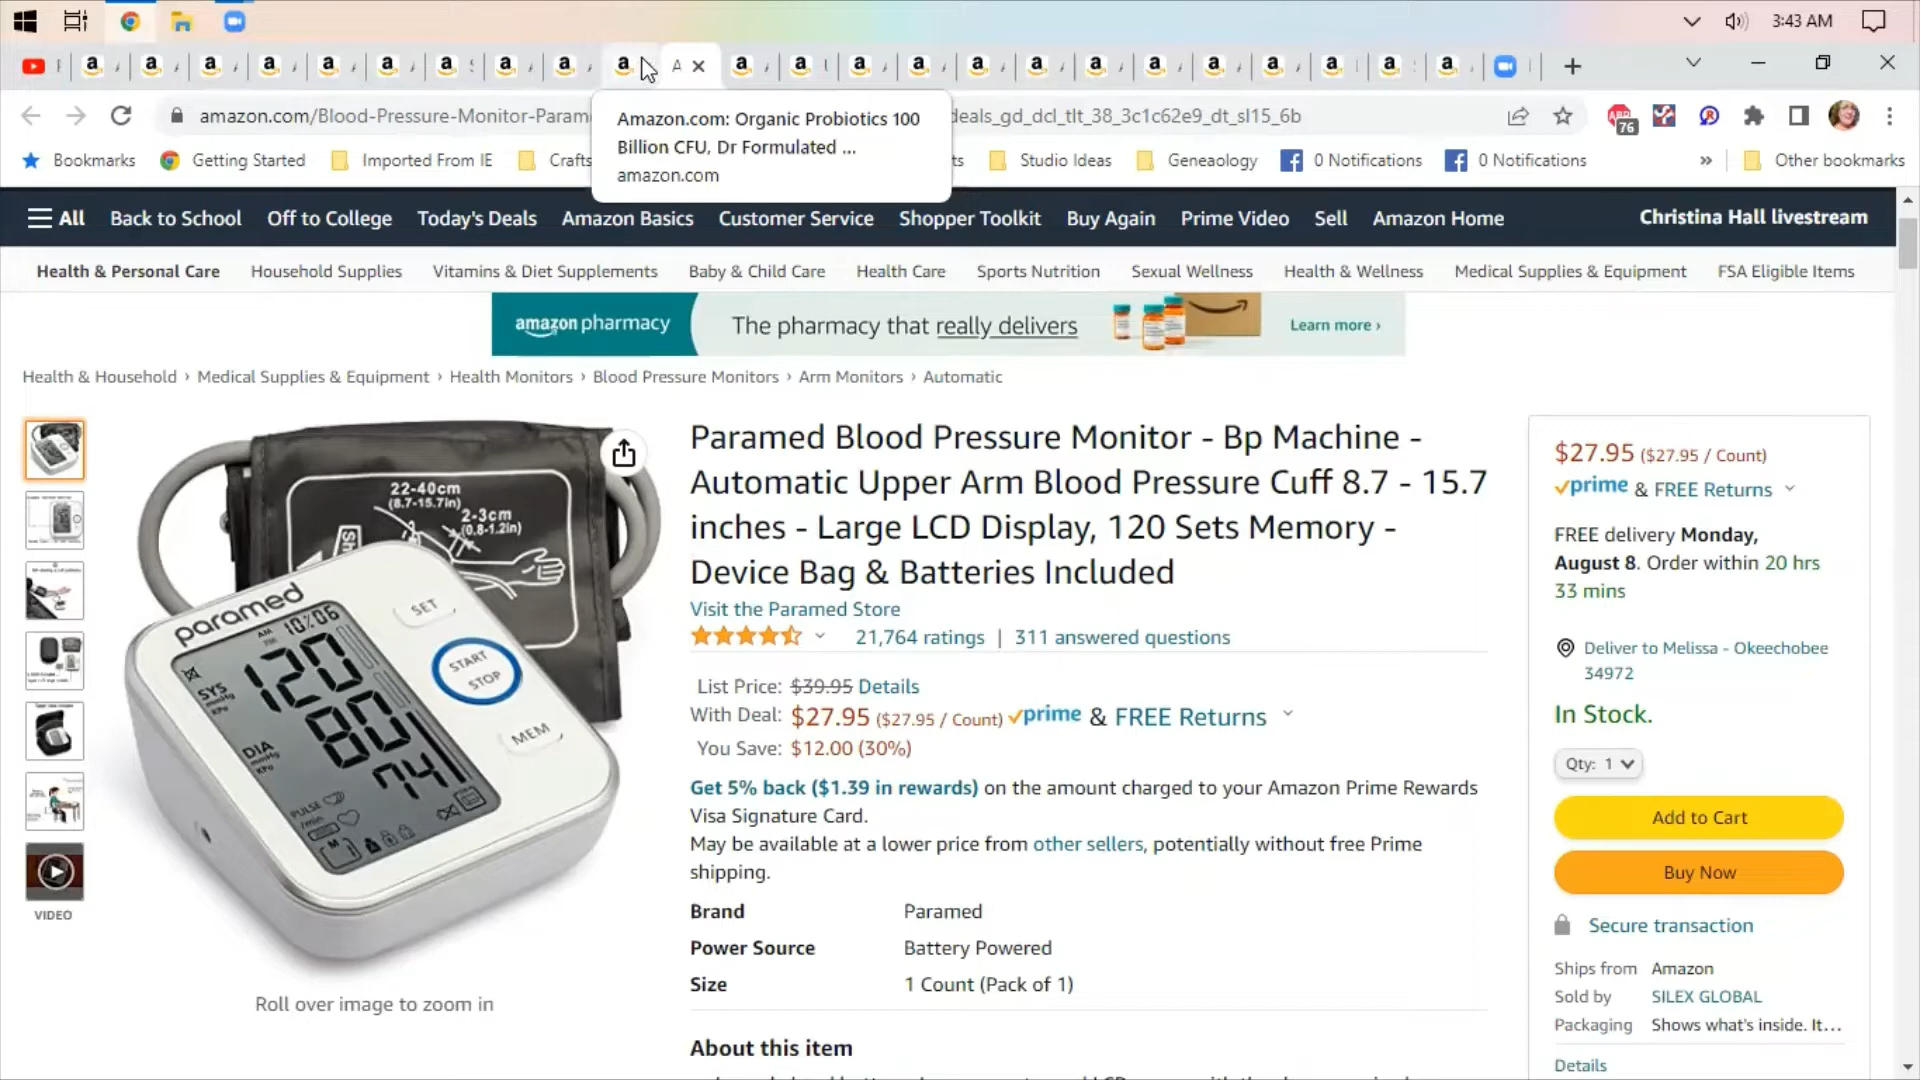 3:43 AM
amazon.com/Blood-Pressure-Monitor-Param
deals_gd_dcl_tlt_38_3c1c62e9_dt_sl15_6b
76
Amazon.com: Organic Probiotics 100
Billion CFU, Dr Formulated ...
amazon.com
Bookmarks
Getting Started
Imported From IE
Crafts
Studio Ideas
Geneaology
0 Notifications
0 Notifications
»
Other bookmarks
All
Back to School
Off to College
Today's Deals
Amazon Basics
Customer Service
Shopper Toolkit
Buy Again
Prime Video
Sell
Amazon Home
Christina Hall livestream
Health & Personal Care
Household Supplies
Vitamins & Diet Supplements
Baby & Child Care
Health Care
Sports Nutrition
Sexual Wellness
Health & Wellness
Medical Supplies & Equipment
FSA Eligible Items
amazon pharmacy
The pharmacy that really delivers
Learn more ›
Health & Household › Medical Supplies & Equipment › Health Monitors › Blood Pressure Monitors › Arm Monitors › Automatic
22-40cm
(8.7-15.7in)
2-3cm
(0.8-1.2in)
paramed
AM 10/06
SYS
mmHg
KPa
120
DIA
mmHg
KPa
80
74
PULSE
/min
M
SET
START
STOP
MEM
VIDEO
Roll over image to zoom in
Paramed Blood Pressure Monitor - Bp Machine -
Automatic Upper Arm Blood Pressure Cuff 8.7 - 15.7
inches - Large LCD Display, 120 Sets Memory -
Device Bag & Batteries Included
Visit the Paramed Store
21,764 ratings | 311 answered questions
List Price: $39.95 Details
With Deal: $27.95 ($27.95 / Count) prime & FREE Returns
You Save: $12.00 (30%)
Get 5% back ($1.39 in rewards) on the amount charged to your Amazon Prime Rewards
Visa Signature Card.
May be available at a lower price from other sellers, potentially without free Prime
shipping.
Brand Paramed
Power Source Battery Powered
Size 1 Count (Pack of 1)
About this item
$27.95 ($27.95 / Count)
prime & FREE Returns
FREE delivery Monday,
August 8. Order within 20 hrs
33 mins
Deliver to Melissa - Okeechobee
34972
In Stock.
Qty: 1
Add to Cart
Buy Now
Secure transaction
Ships from Amazon
Sold by SILEX GLOBAL
Packaging Shows what's inside. It...
Details